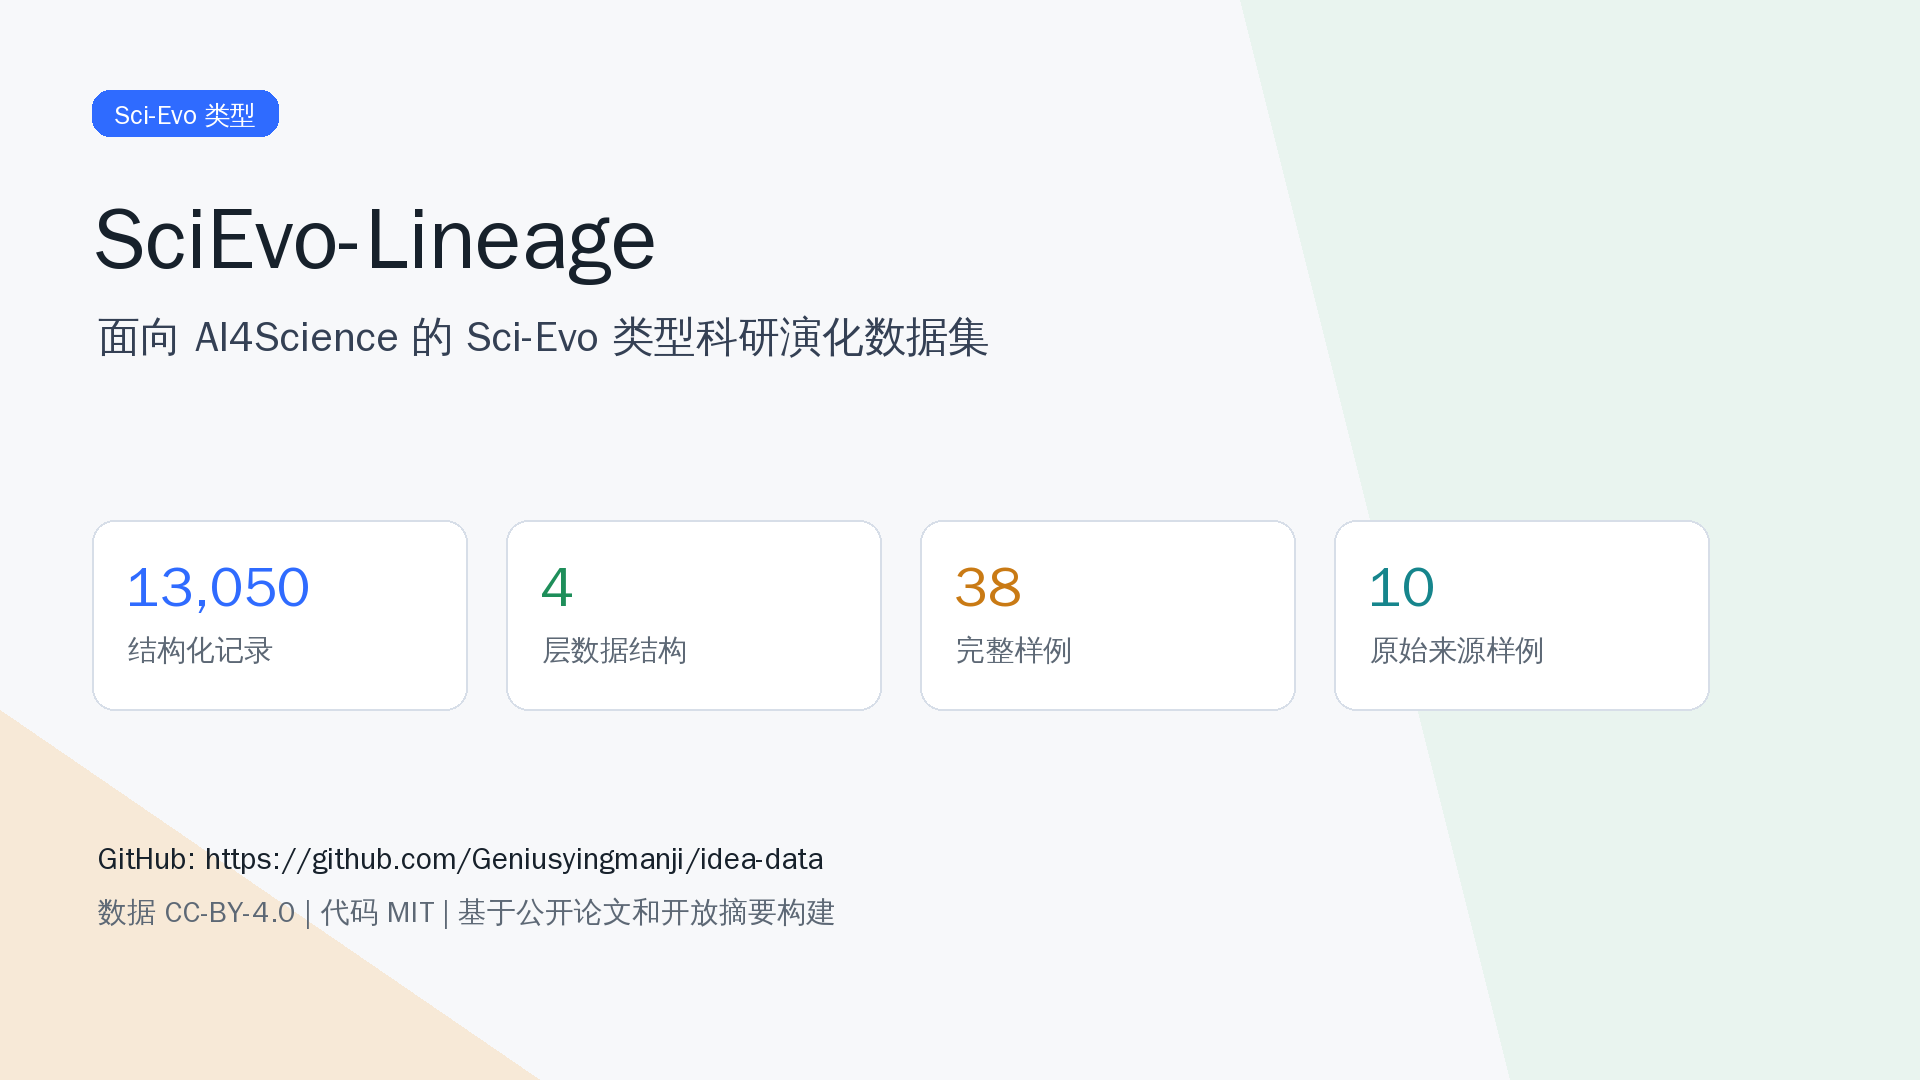 Sci-Evo 类型
SciEvo-Lineage
面向 AI4Science 的 Sci-Evo 类型科研演化数据集
13,050
结构化记录
4
层数据结构
38
完整样例
10
原始来源样例
GitHub: https://github.com/Geniusyingmanji/idea-data
数据 CC-BY-4.0 | 代码 MIT | 基于公开论文和开放摘要构建